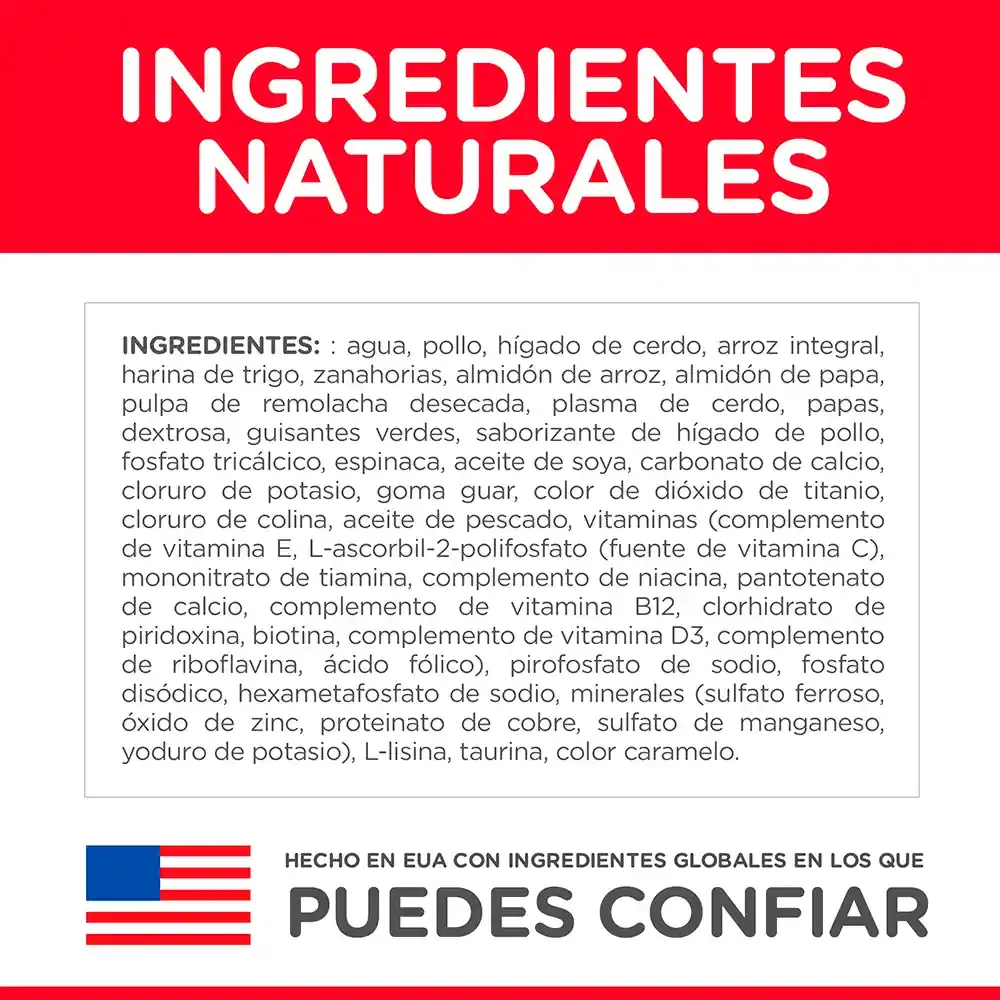 INGREDIENTES
NATURALES
INGREDIENTES: : agua, pollo, hígado de cerdo, arroz integral,
harina de trigo, zanahorias, almidón de arroz, almidón de papa,
pulpa de remolacha desecada, plasma de cerdo, papas,
dextrosa, guisantes verdes, saborizante de hígado de pollo,
fosfato tricálcico, espinaca, aceite de soya, carbonato de calcio,
cloruro de potasio, goma guar, color de dióxido de titanio,
cloruro de colina, aceite de pescado, vitaminas (complemento
de vitamina E, L-ascorbil-2-polifosfato (fuente de vitamina C),
mononitrato de tiamina, complemento de niacina, pantotenato
de calcio, complemento de vitamina B12, clorhidrato de
piridoxina, biotina, complemento de vitamina D3, complemento
de riboflavina, ácido fólico), pirofosfato de sodio, fosfato
disódico, hexametafosfato de sodio, minerales (sulfato ferroso,
óxido de zinc, proteinato de cobre, sulfato de manganeso,
yoduro de potasio), L-lisina, taurina, color caramelo.
HECHO EN EUA CON INGREDIENTES GLOBALES EN LOS QUE
PUEDES CONFIAR